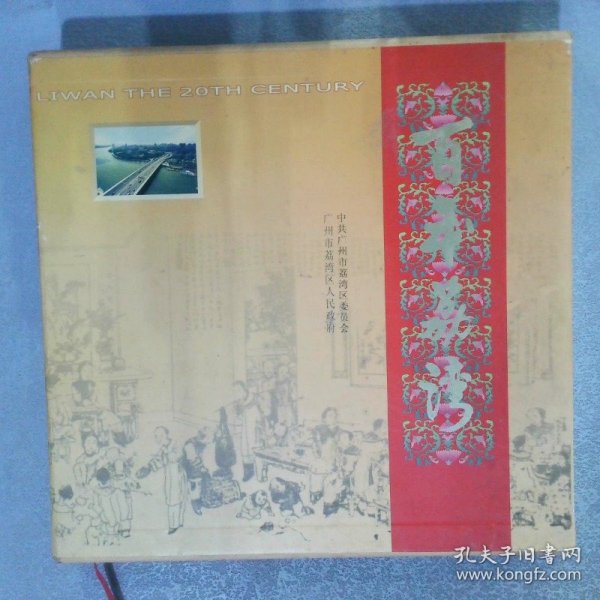 LIWAN THE 20TH CENTURY
百年荔湾
中共广州市荔湾区委员会
广州市荔湾区人民政府
孔夫子旧书网
www.kongfz.com